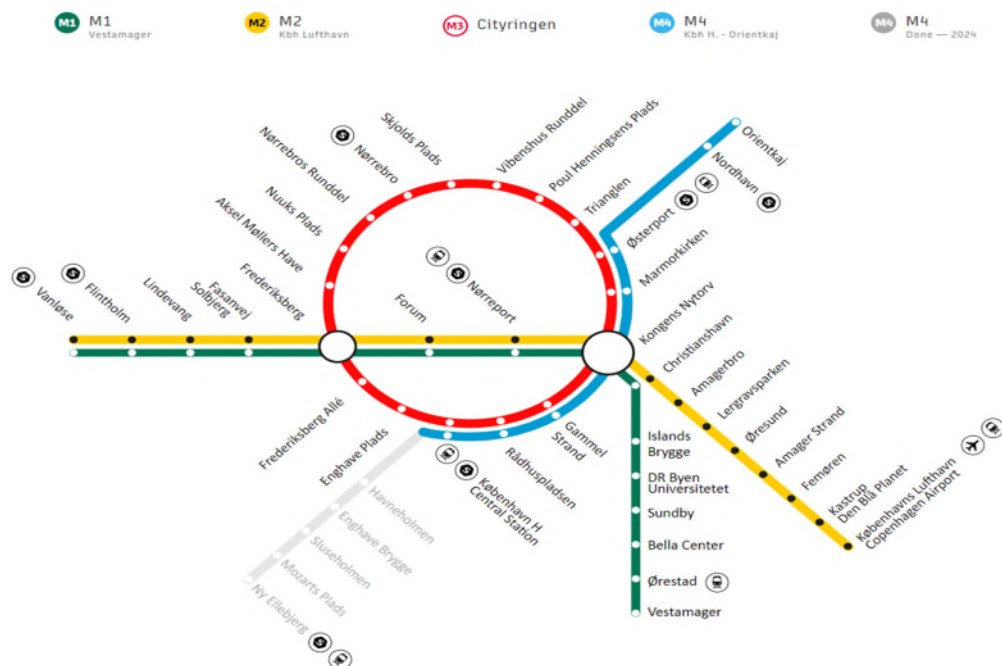 M1 M1
Vestamager
M2 M2
Kbh Lufthavn
M3 Cityringen
M4 M4
Kbh H. - Orientkaj
M4 M4
Done — 2024
Vanløse
Flintholm
Lindevang
Fasanvej
Solbjerg
Frederiksberg
Aksel Møllers Have
Nuuks Plads
Nørrebros Runddel
Nørrebro
Skjolds Plads
Vibenshus Runddel
Poul Henningsens Plads
Trianglen
Orientkaj
Nordhavn
Østerport
Marmorkirken
Kongens Nytorv
Forum
Nørreport
Christianshavn
Amagerbro
Lergravsparken
Øresund
Amager Strand
Femøren
Kastrup
Den Blå Planet
Københavns Lufthavn
Copenhagen Airport
Islands
Brygge
DR Byen
Universitetet
Sundby
Bella Center
Ørestad
Vestamager
Gammel
Strand
Rådhuspladsen
København H
Central Station
Enghave Plads
Frederiksberg Allé
Havneholmen
Enghave Brygge
Sluseholmen
Mozarts Plads
Ny Ellebjerg